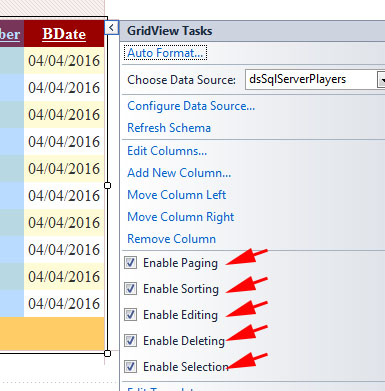 ber BDate
04/04/2016
04/04/2016
04/04/2016
04/04/2016
04/04/2016
04/04/2016
04/04/2016
04/04/2016
04/04/2016
04/04/2016
GridView Tasks
Auto Format...
Choose Data Source: dsSqlServerPlayers
Configure Data Source...
Refresh Schema
Edit Columns...
Add New Column...
Move Column Left
Move Column Right
Remove Column
Enable Paging
Enable Sorting
Enable Editing
Enable Deleting
Enable Selection